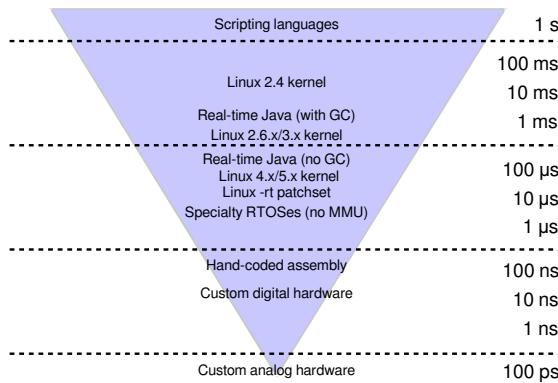 Scripting languages 1 s
100 ms
Linux 2.4 kernel
10 ms
Real-time Java (with GC) 1 ms
Linux 2.6.x/3.x kernel
Real-time Java (no GC) 100 µs
Linux 4.x/5.x kernel
Linux -rt patchset 10 µs
Specialty RTOSes (no MMU)
1 µs
Hand-coded assembly 100 ns
Custom digital hardware 10 ns
1 ns
Custom analog hardware 100 ps